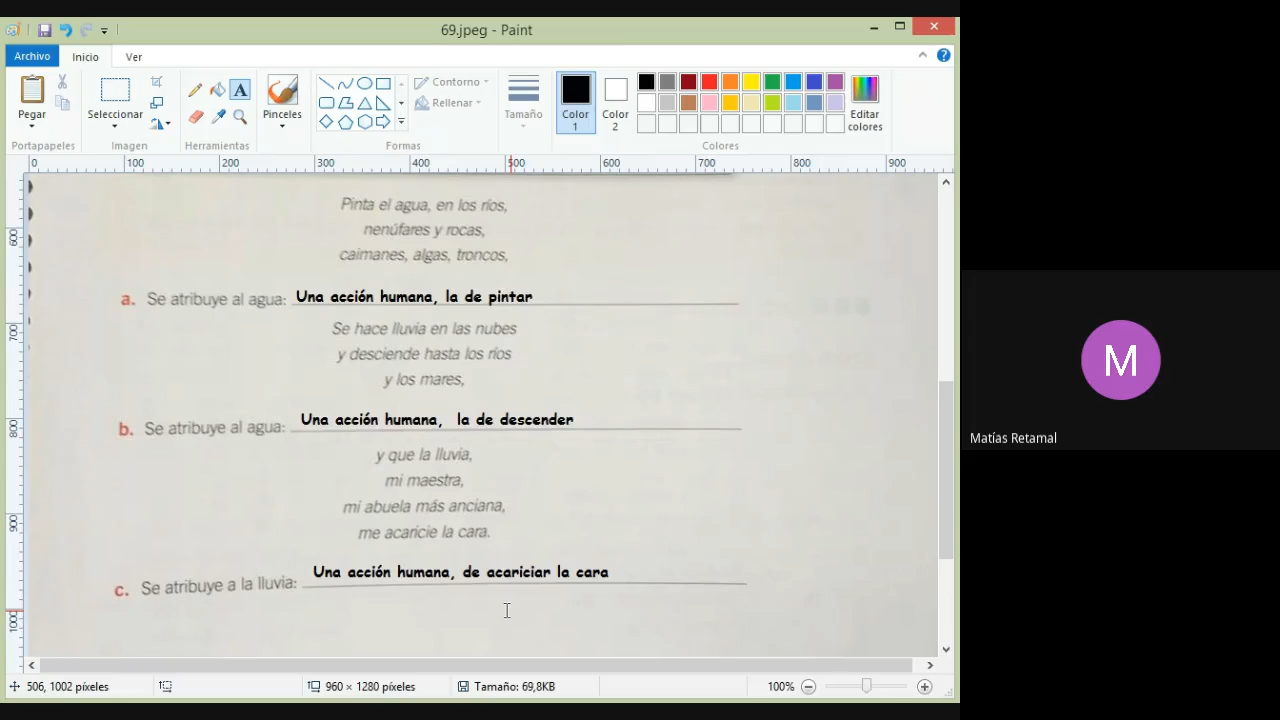 69.jpeg - Paint
Archivo
Inicio
Ver
Pegar
Seleccionar
A
Pinceles
Contorno
Rellenar
Tamaño
Color
1
Color
2
Editar
colores
Portapapeles
Imagen
Herramientas
Formas
Colores
0 100 200 300 400 500 600 700 800 900
600
700
800
900
1000
Pinta el agua, en los ríos,
nenúfares y rocas,
caimanes, algas, troncos,
a. Se atribuye al agua: Una acción humana, la de pintar
Se hace lluvia en las nubes
y desciende hasta los ríos
y los mares,
b. Se atribuye al agua: Una acción humana, la de descender
y que la lluvia,
mi maestra,
mi abuela más anciana,
me acaricie la cara.
c. Se atribuye a la lluvia: Una acción humana, de acariciar la cara
506, 1002 píxeles
960 × 1280 píxeles
Tamaño: 69,8KB
100%
M
Matías Retamal